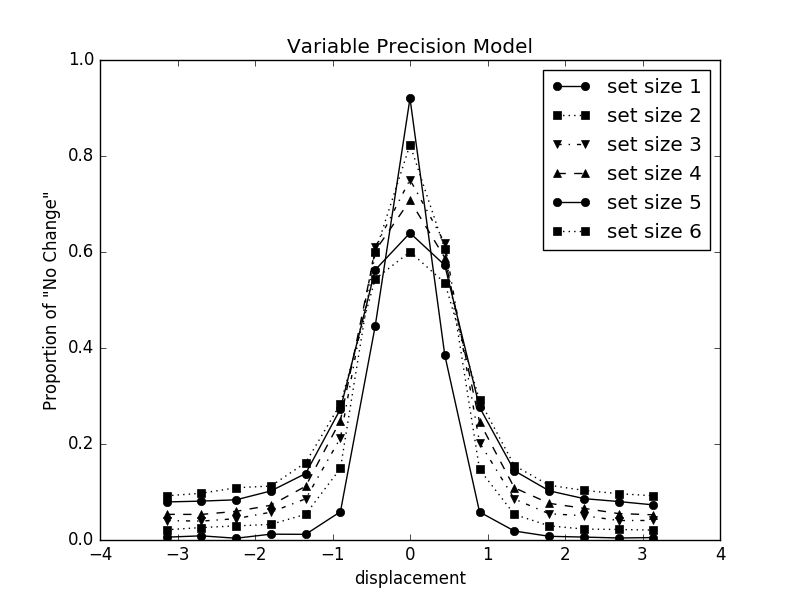 Variable Precision Model
1.0
0.8
0.6
0.4
0.2
0.0
Proportion of "No Change"
−4
−3
−2
−1
0
1
2
3
4
displacement
set size 1
set size 2
set size 3
set size 4
set size 5
set size 6